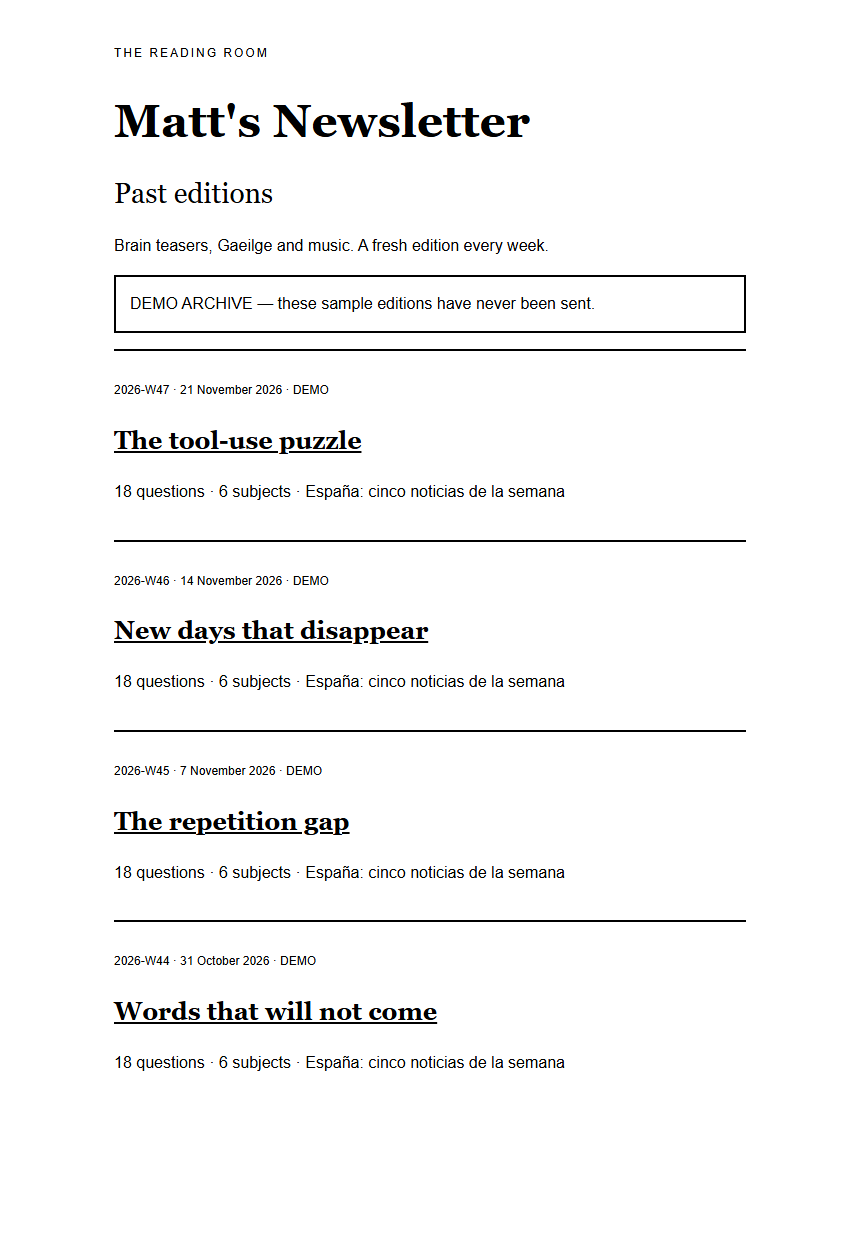 THE READING ROOM
Matt's Newsletter
Past editions
Brain teasers, Gaeilge and music. A fresh edition every week.
DEMO ARCHIVE — these sample editions have never been sent.
2026-W47 · 21 November 2026 · DEMO
The tool-use puzzle
18 questions · 6 subjects · España: cinco noticias de la semana
2026-W46 · 14 November 2026 · DEMO
New days that disappear
18 questions · 6 subjects · España: cinco noticias de la semana
2026-W45 · 7 November 2026 · DEMO
The repetition gap
18 questions · 6 subjects · España: cinco noticias de la semana
2026-W44 · 31 October 2026 · DEMO
Words that will not come
18 questions · 6 subjects · España: cinco noticias de la semana